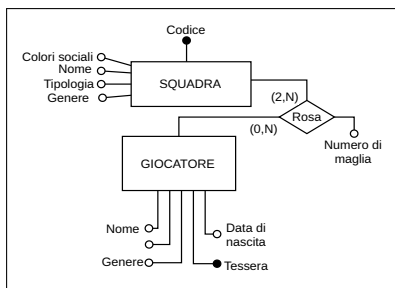 Codice
Colori sociali
Nome
Tipologia
Genere
SQUADRA
(2,N)
Rosa
(0,N)
Numero di
maglia
GIOCATORE
Nome
Data di
nascita
Genere
Tessera